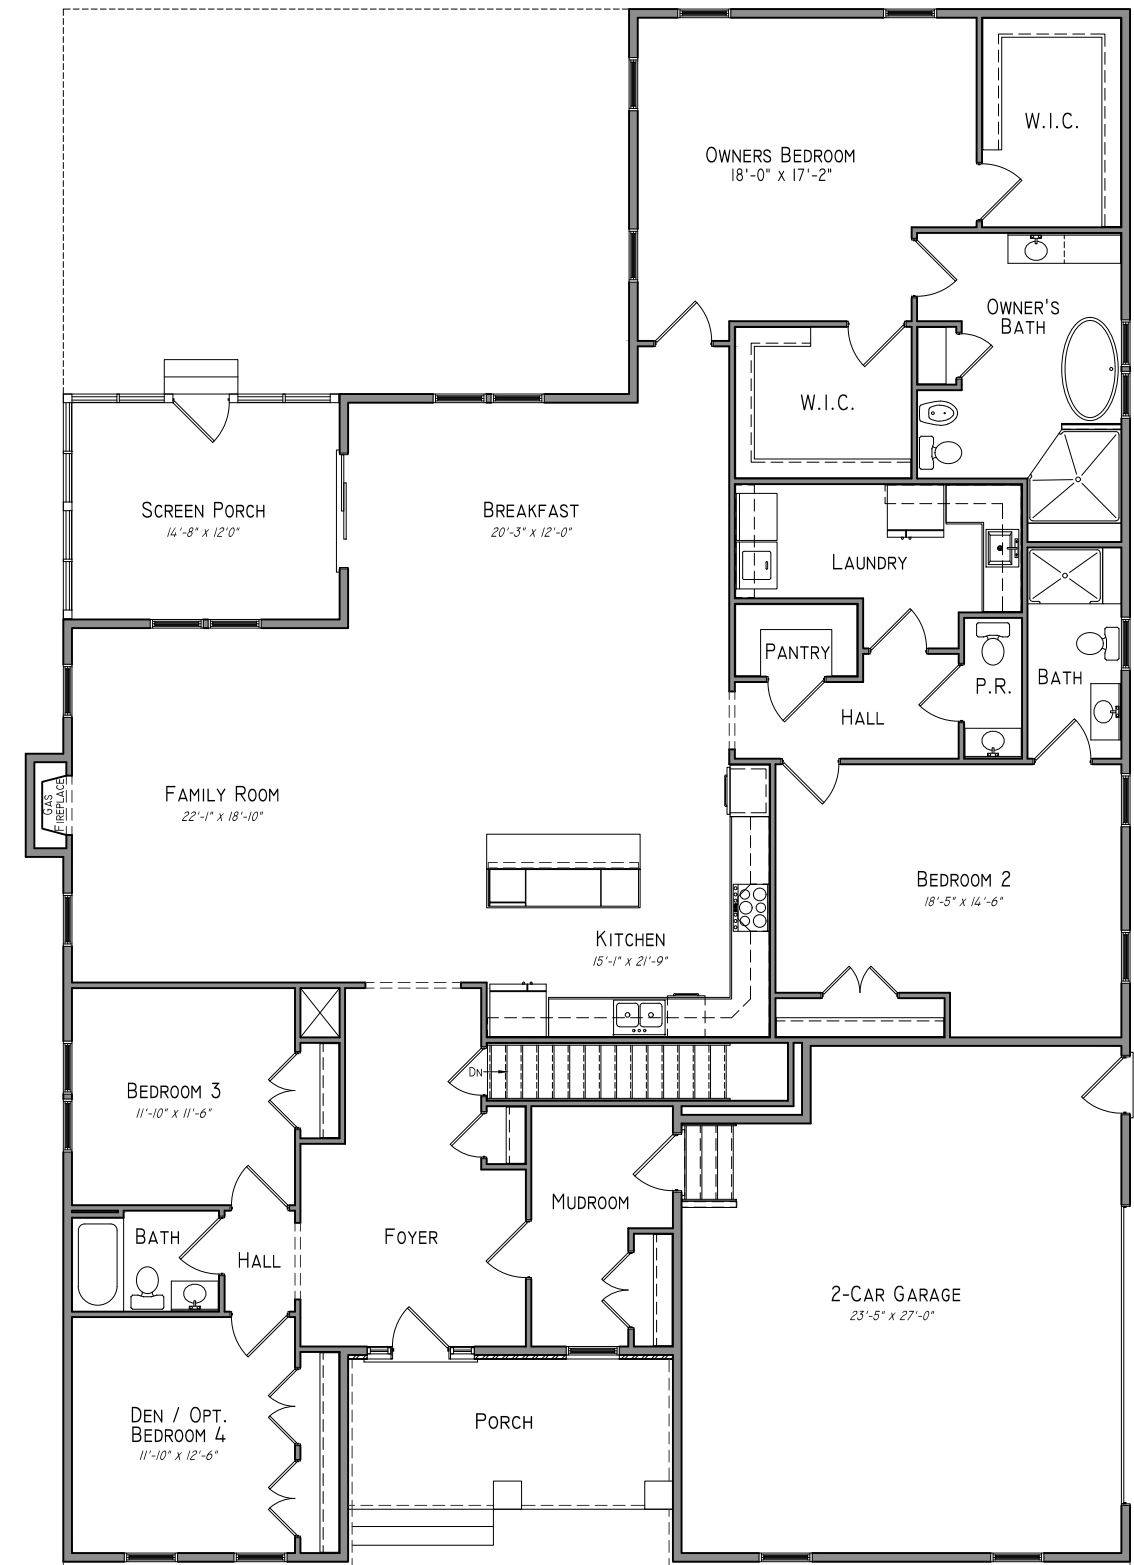 W.I.C.
OWNERS BEDROOM
18'-0" X 17'-2"
OWNER'S
BATH
W.I.C.
SCREEN PORCH
14'-8" X 12'0"
BREAKFAST
20'-3" X 12'-0"
LAUNDRY
PANTRY
P.R.
BATH
HALL
GAS
FIREPLACE
FAMILY ROOM
22'-1" X 18'-10"
BEDROOM 2
18'-5" X 14'-6"
KITCHEN
15'-1" X 21'-9"
DN
BEDROOM 3
11'-10" X 11'-6"
MUDROOM
BATH
HALL
FOYER
2-CAR GARAGE
23'-5" X 27'-0"
DEN / OPT.
BEDROOM 4
11'-10" X 12'-6"
PORCH